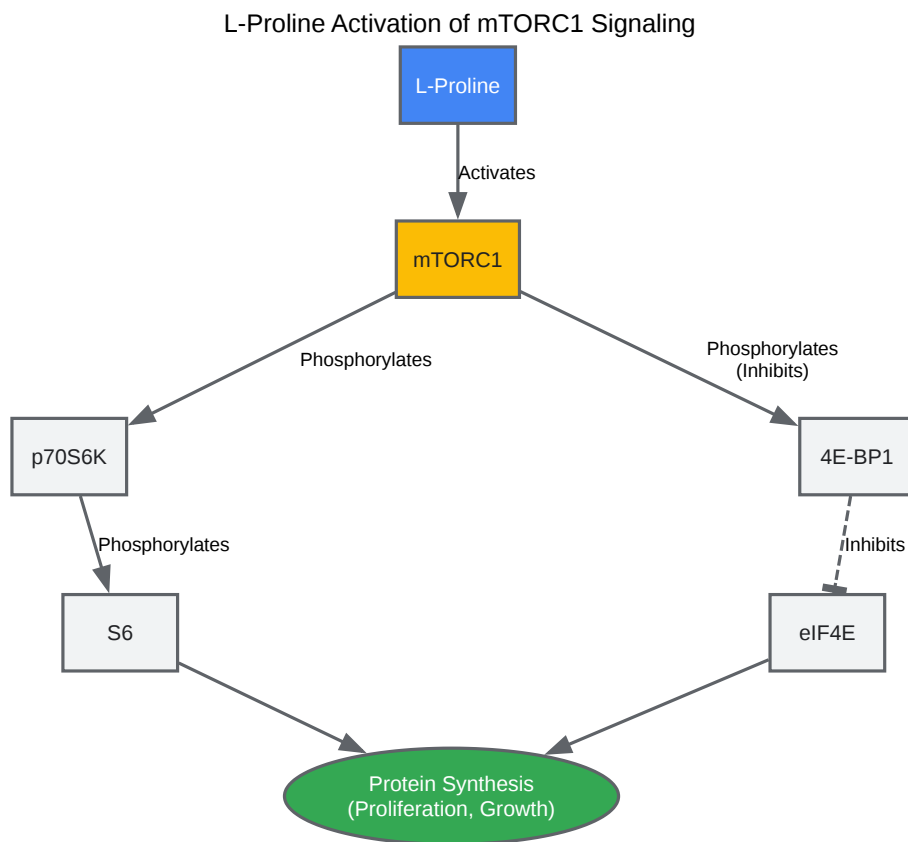 L-Proline Activation of mTORC1 Signaling
L-Proline
Activates
mTORC1
Phosphorylates
Phosphorylates
(Inhibits)
p70S6K
4E-BP1
Phosphorylates
Inhibits
S6
eIF4E
Protein Synthesis
(Proliferation, Growth)